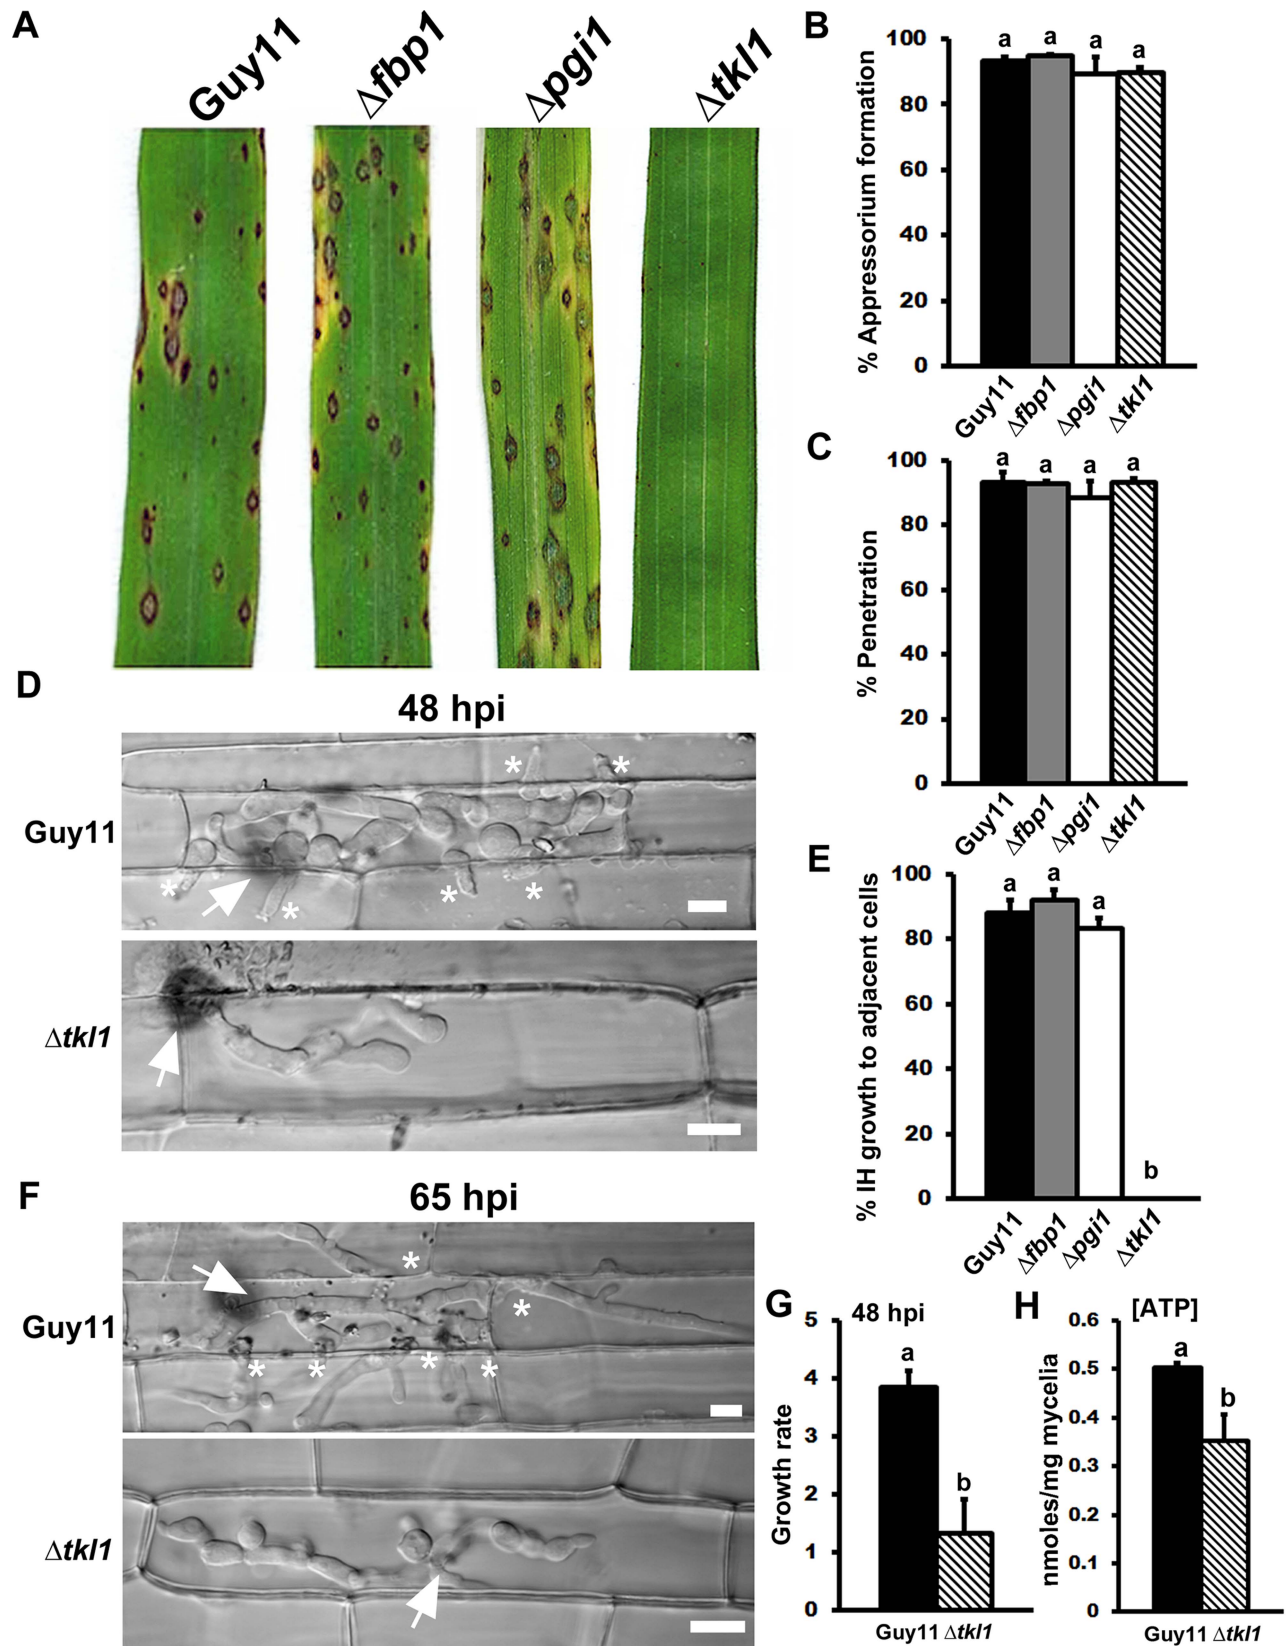 A
Guy11
Δfbp1
Δpgi1
Δtkl1
B
% Appressorium formation
100
80
60
40
20
0
a
a
a
a
Guy11
Δfbp1
Δpgi1
Δtkl1
C
% Penetration
100
80
60
40
20
0
a
a
a
a
Guy11
Δfbp1
Δpgi1
Δtkl1
D
48 hpi
Guy11
*
*
*
*
*
*
Δtkl1
E
% IH growth to adjacent cells
100
80
60
40
20
0
a
a
a
b
Guy11
Δfbp1
Δpgi1
Δtkl1
F
65 hpi
Guy11
*
*
*
*
*
*
Δtkl1
G
48 hpi
Growth rate
5
4
3
2
1
0
a
b
Guy11 Δtkl1
H
[ATP]
nmoles/mg mycelia
0.6
0.5
0.4
0.3
0.2
0.1
0
a
b
Guy11 Δtkl1